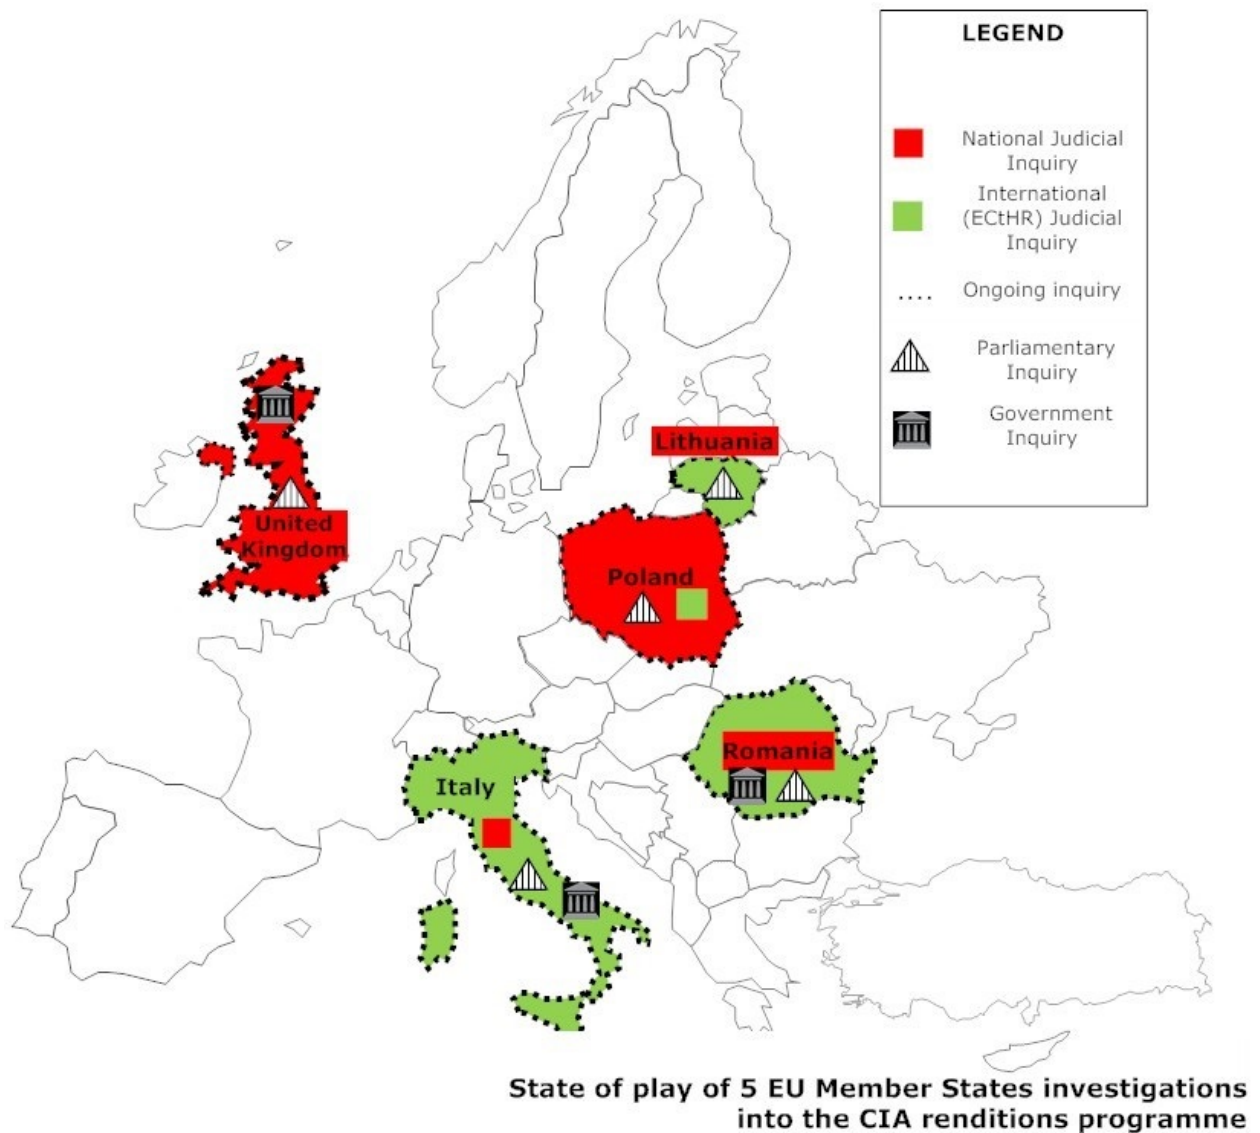 LEGEND
National Judicial
Inquiry
International
(ECtHR) Judicial
Inquiry
Ongoing inquiry
Parliamentary
Inquiry
Government
Inquiry
Lithuania
United
Kingdom
Poland
Romania
Italy
State of play of 5 EU Member States investigations
into the CIA renditions programme